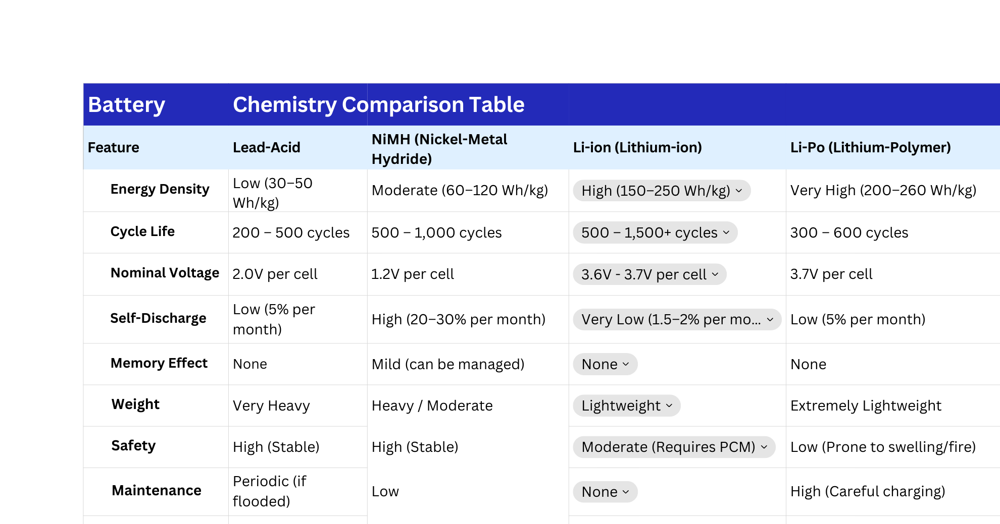 Battery Chemistry Comparison Table
Feature
Lead-Acid
NiMH (Nickel-Metal
Hydride)
Li-ion (Lithium-ion)
Li-Po (Lithium-Polymer)
Energy Density
Low (30–50
Wh/kg)
Moderate (60–120 Wh/kg)
High (150–250 Wh/kg)
Very High (200–260 Wh/kg)
Cycle Life
200 – 500 cycles
500 – 1,000 cycles
500 – 1,500+ cycles
300 – 600 cycles
Nominal Voltage
2.0V per cell
1.2V per cell
3.6V - 3.7V per cell
3.7V per cell
Self-Discharge
Low (5% per
month)
High (20–30% per month)
Very Low (1.5–2% per mo...
Low (5% per month)
Memory Effect
None
Mild (can be managed)
None
None
Weight
Very Heavy
Heavy / Moderate
Lightweight
Extremely Lightweight
Safety
High (Stable)
High (Stable)
Moderate (Requires PCM)
Low (Prone to swelling/fire)
Maintenance
Periodic (if
flooded)
Low
None
High (Careful charging)